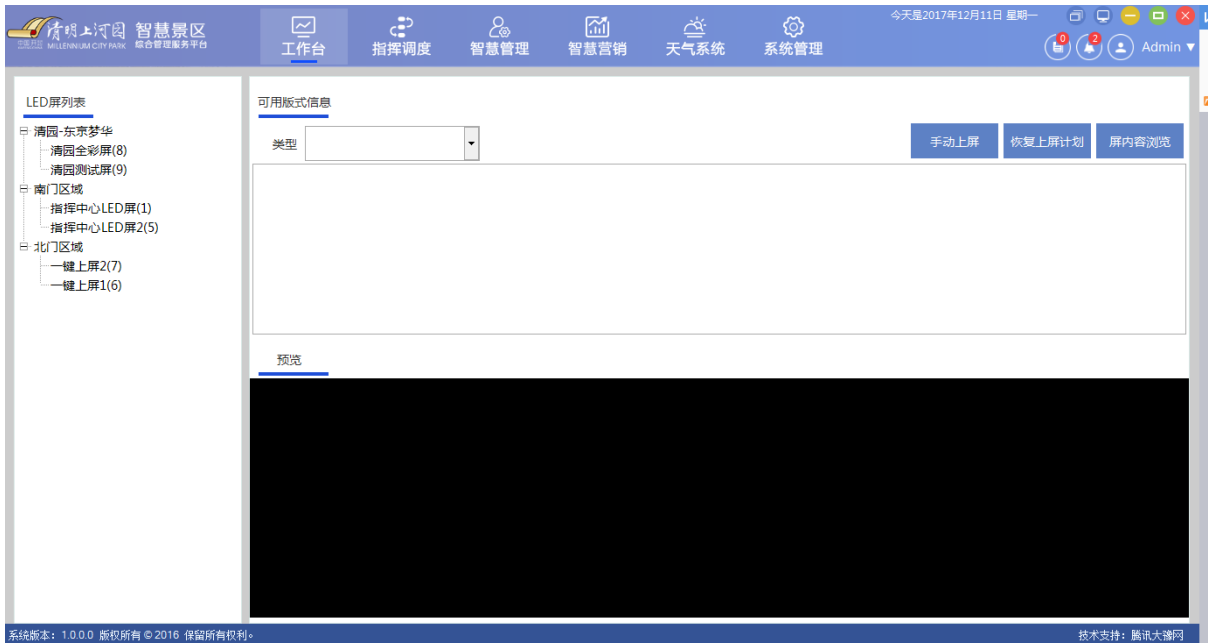 清明上河园 智慧景区
MILLENNIUM CITY PARK 综合管理服务平台
工作台
指挥调度
智慧管理
智慧营销
天气系统
系统管理
今天是2017年12月11日 星期一
0
2
Admin
LED屏列表
清园-东京梦华
清园全彩屏(8)
清园测试屏(9)
南门区域
指挥中心LED屏(1)
指挥中心LED屏2(5)
北门区域
一键上屏2(7)
一键上屏1(6)
可用版式信息
类型
手动上屏
恢复上屏计划
屏内容浏览
预览
系统版本：1.0.0.0 版权所有©2016 保留所有权利。
技术支持：腾讯大豫网